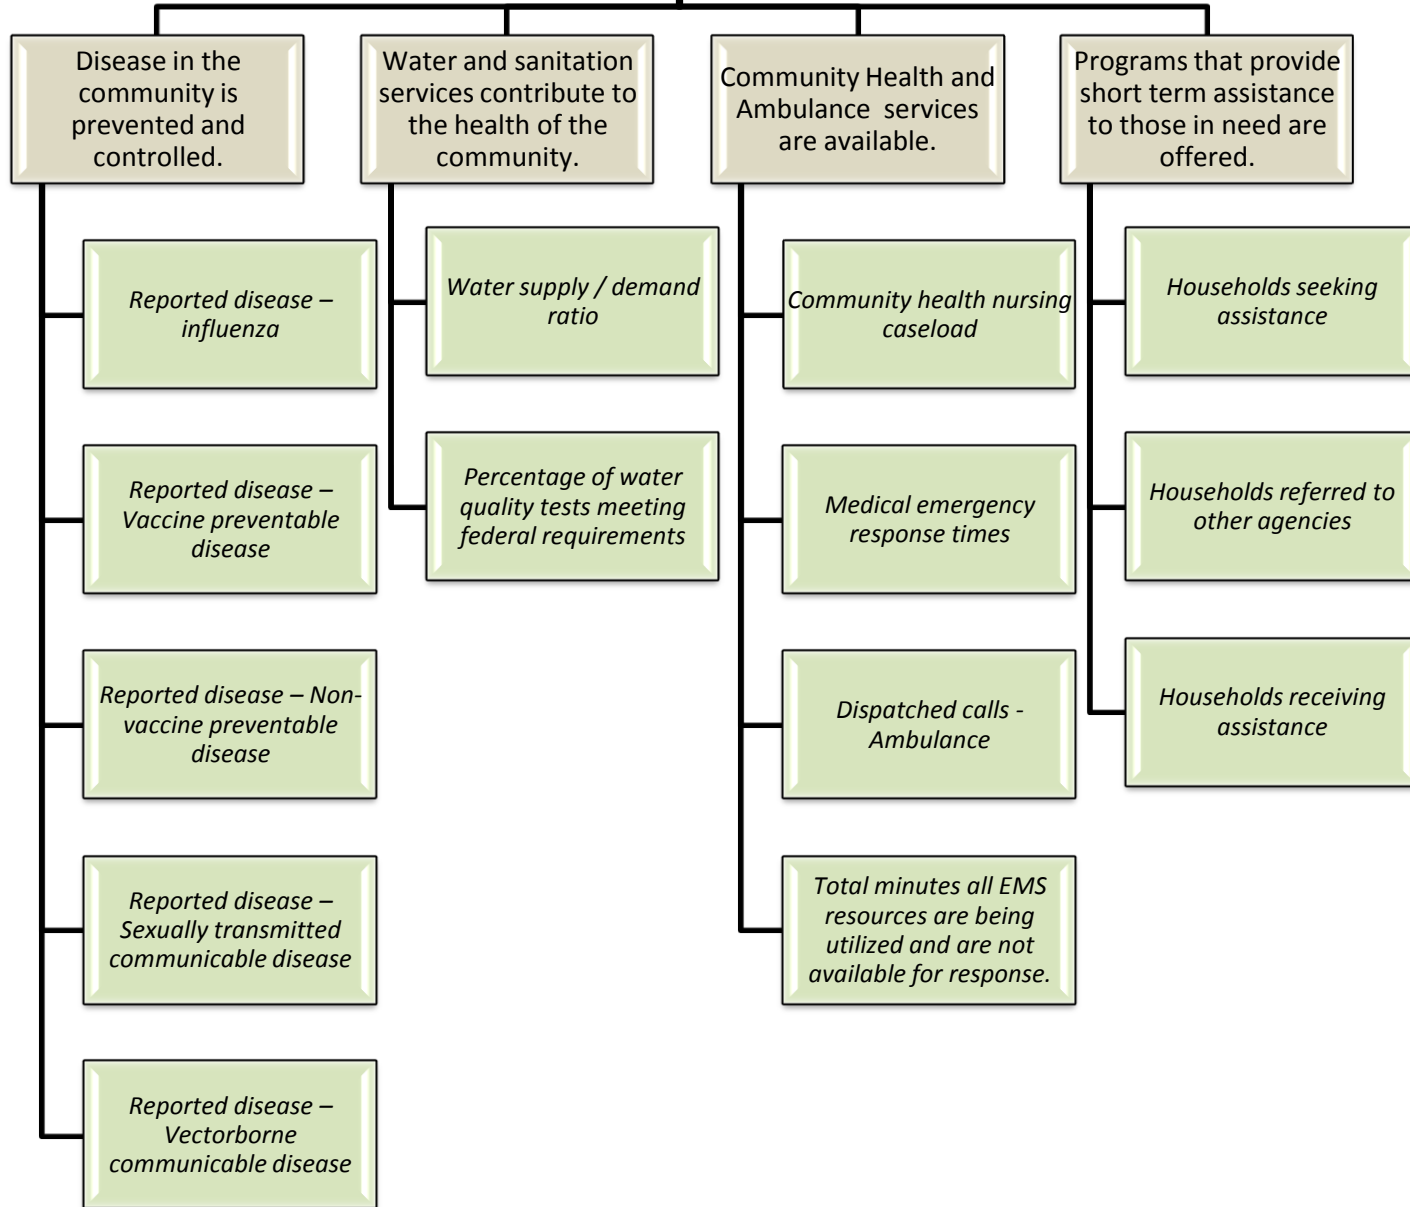 Disease in the
community is
prevented and
controlled.
Reported disease –
influenza
Reported disease –
Vaccine preventable
disease
Reported disease – Non-
vaccine preventable
disease
Reported disease –
Sexually transmitted
communicable disease
Reported disease –
Vectorborne
communicable disease
Water and sanitation
services contribute to
the health of the
community.
Water supply / demand
ratio
Percentage of water
quality tests meeting
federal requirements
Community Health and
Ambulance  services
are available.
Community health nursing
caseload
Medical emergency
response times
Dispatched calls -
Ambulance
Total minutes all EMS
resources are being
utilized and are not
available for response.
Programs that provide
short term assistance
to those in need are
offered.
Households seeking
assistance
Households referred to
other agencies
Households receiving
assistance